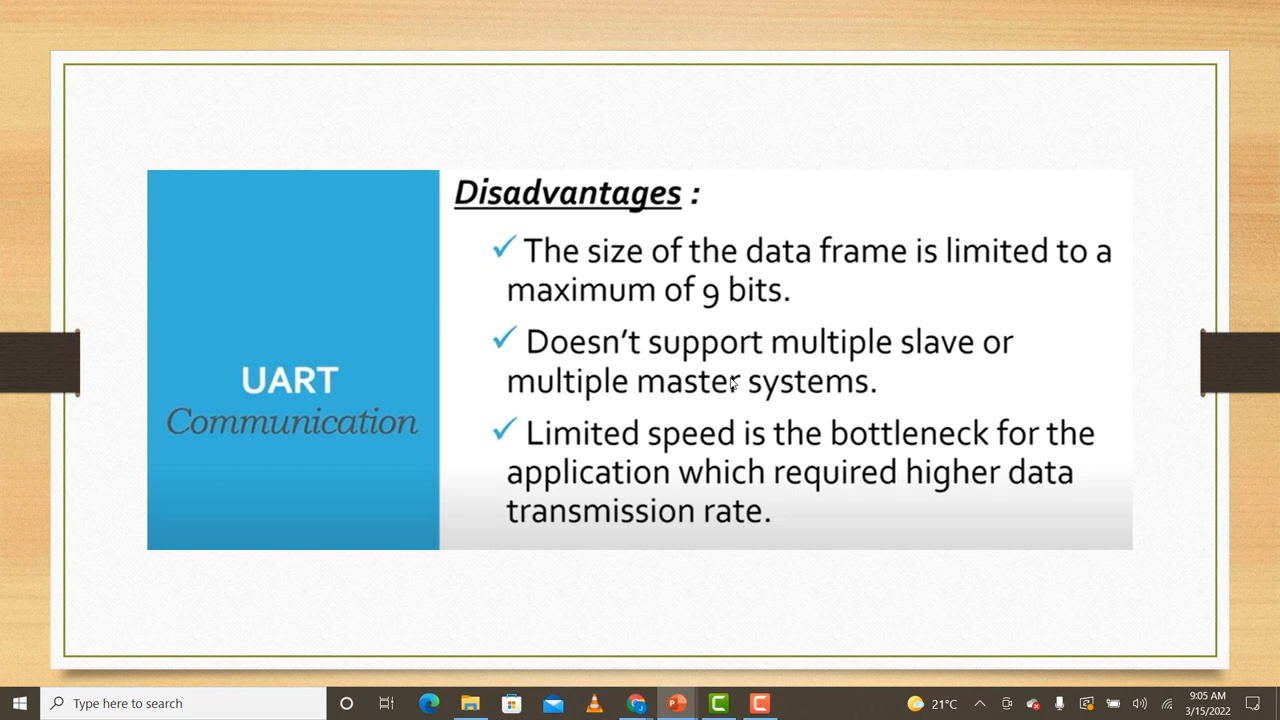 Disadvantages :
✓ The size of the data frame is limited to a
maximum of 9 bits.
✓ Doesn't support multiple slave or
multiple master systems.
✓ Limited speed is the bottleneck for the
application which required higher data
transmission rate.
UART
Communication
Type here to search
21°C
9:05 AM
3/15/2022